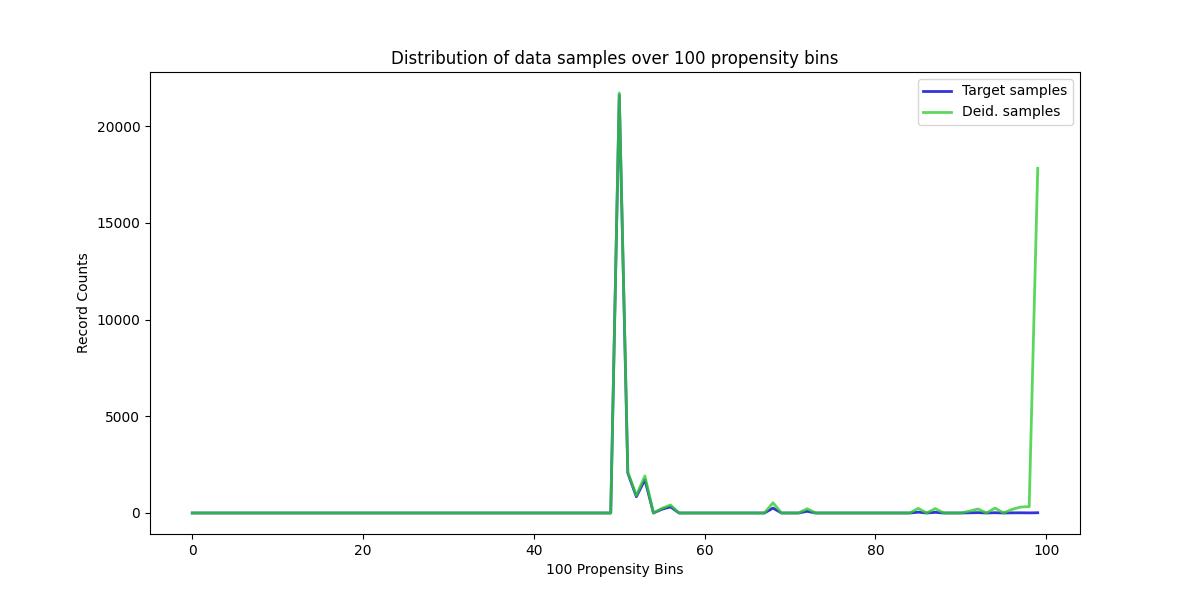 Distribution of data samples over 100 propensity bins
Target samples
Deid. samples
20000
15000
10000
5000
0
Record Counts
0 20 40 60 80 100
100 Propensity Bins